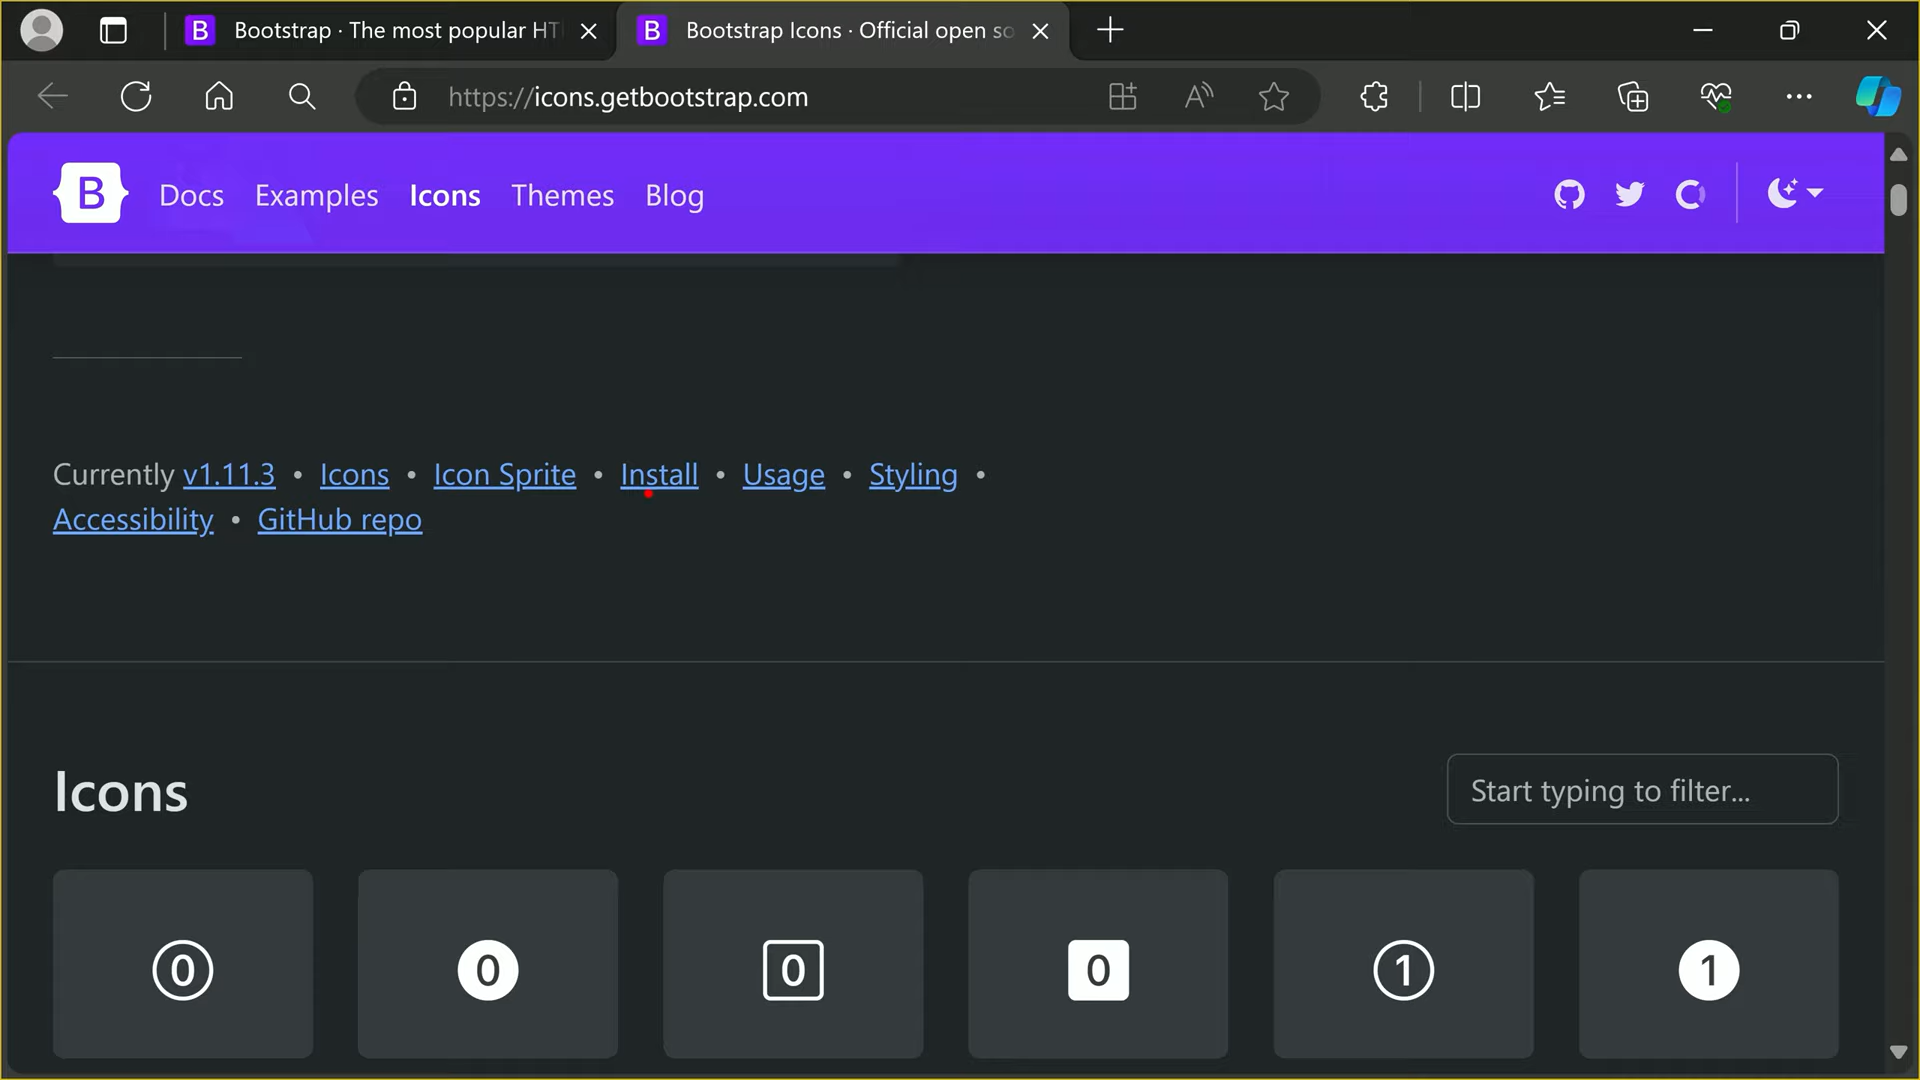 Bootstrap · The most popular HT
Bootstrap Icons · Official open so
https://icons.getbootstrap.com
B Docs Examples Icons Themes Blog
Currently v1.11.3 • Icons • Icon Sprite • Install • Usage • Styling •
Accessibility • GitHub repo
Icons
Start typing to filter...
0 0 0 0 1 1